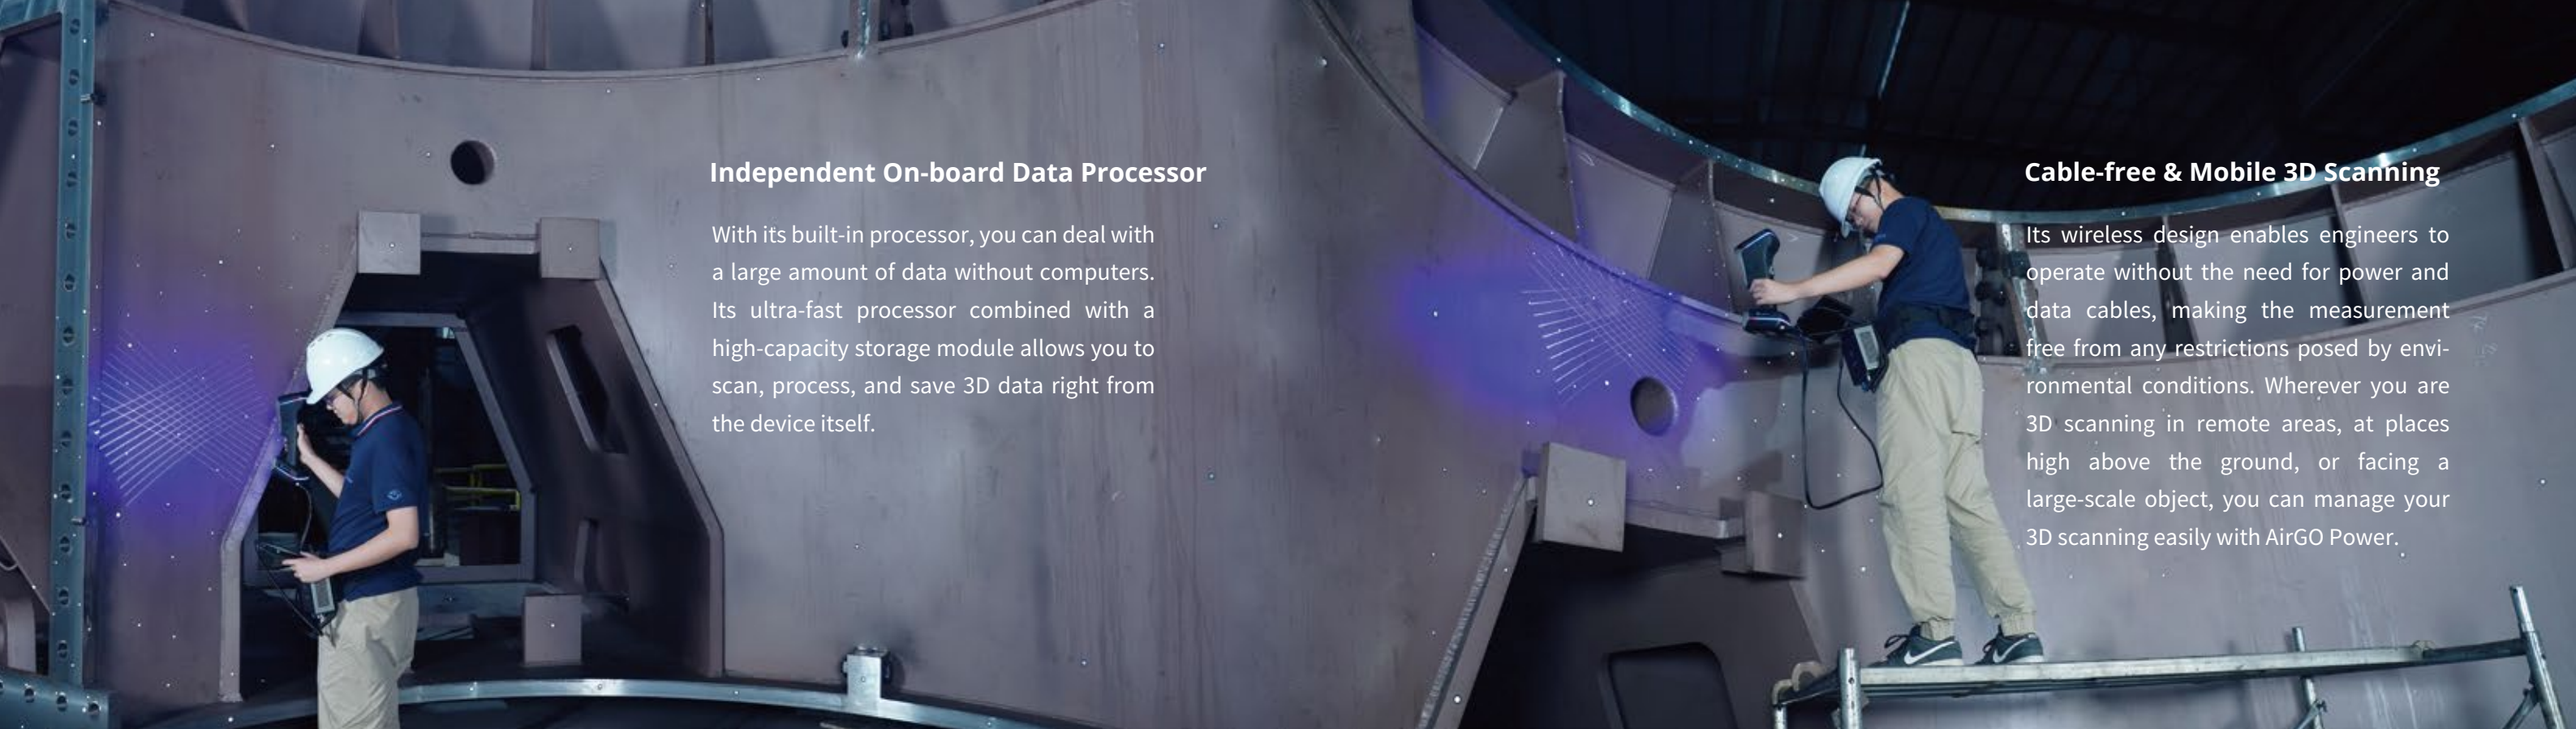 Independent On-board Data Processor
With its built-in processor, you can deal with
a large amount of data without computers.
Its ultra-fast processor combined with a
high-capacity storage module allows you to
scan, process, and save 3D data right from
the device itself.
Cable-free & Mobile 3D Scanning
Its wireless design enables engineers to
operate without the need for power and
data cables, making the measurement
free from any restrictions posed by envi-
ronmental conditions. Wherever you are
3D scanning in remote areas, at places
high above the ground, or facing a
large-scale object, you can manage your
3D scanning easily with AirGO Power.